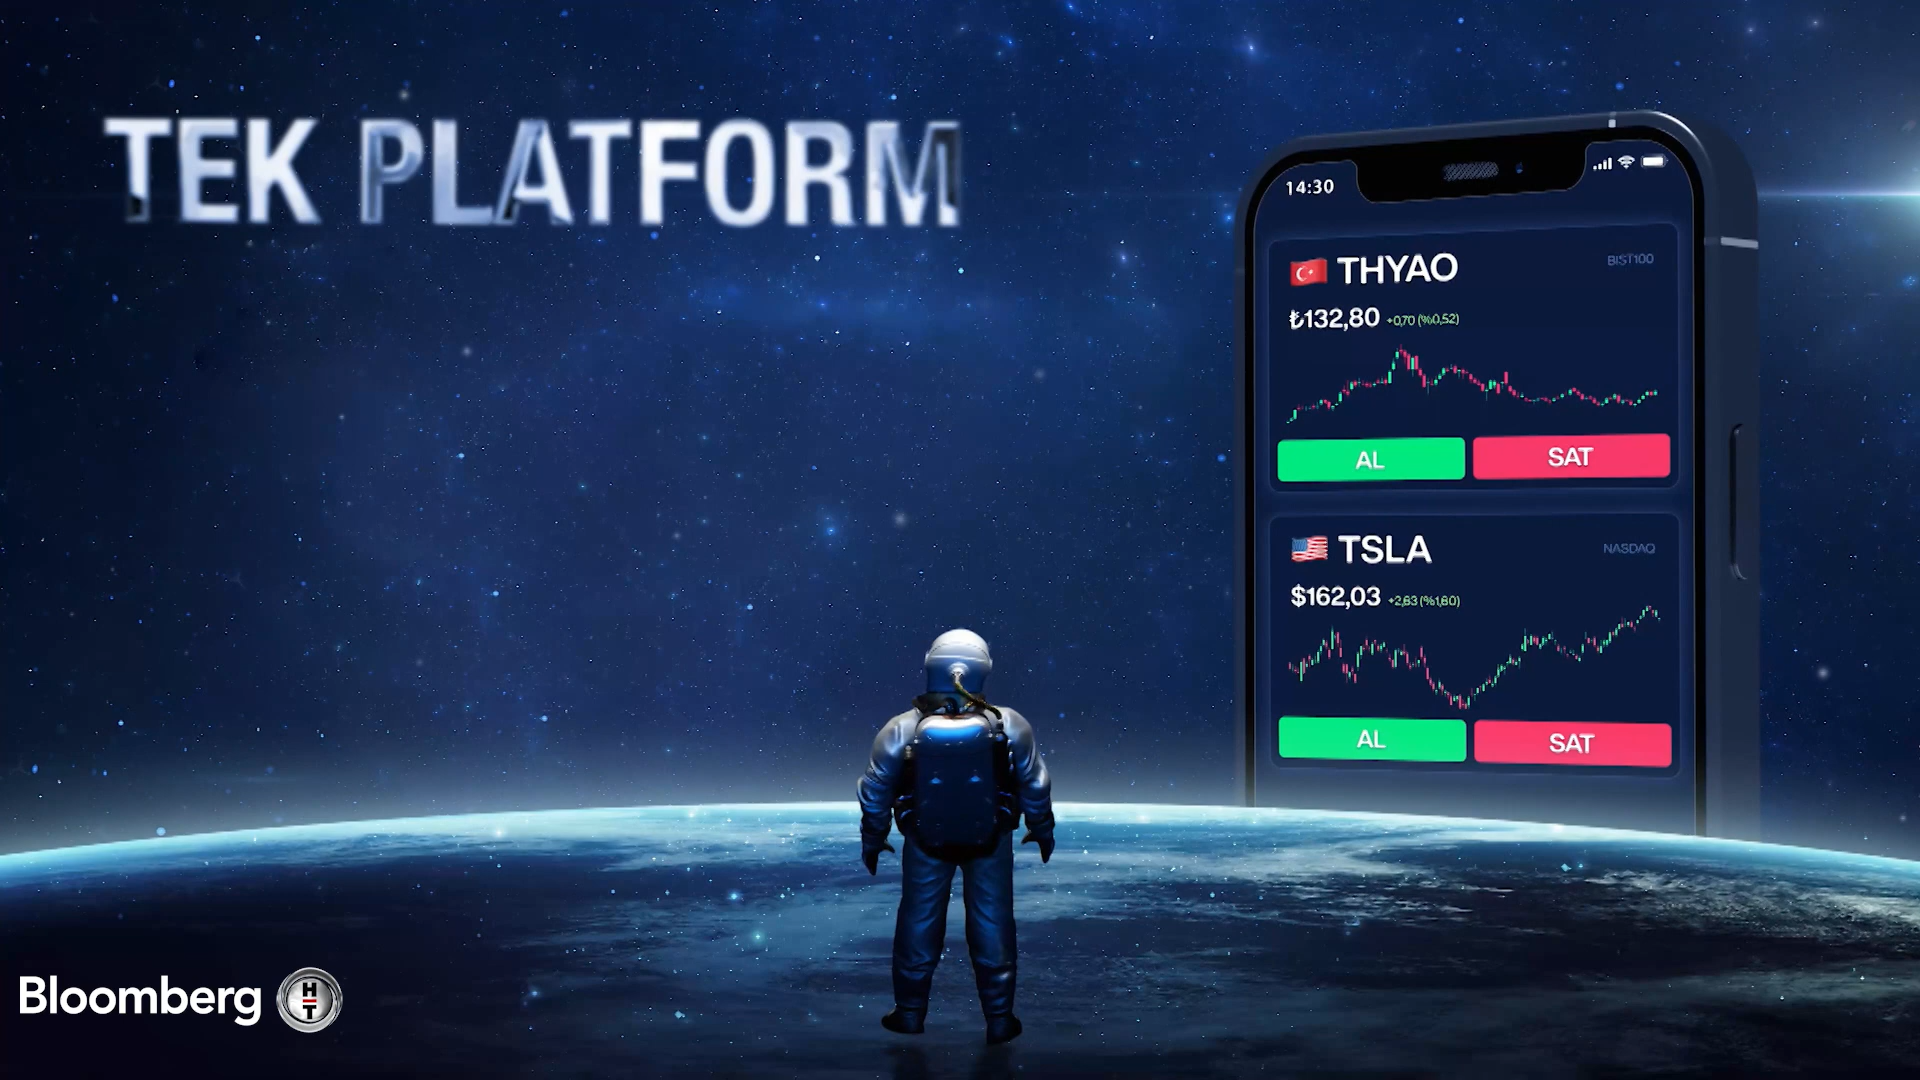 TEK PLATFORM
14:30
THYAO
BIST100
₺132,80 +0,70 (%0,52)
AL
SAT
TSLA
NASDAQ
$162,03 +2,83 (%1,80)
AL
SAT
Bloomberg HT